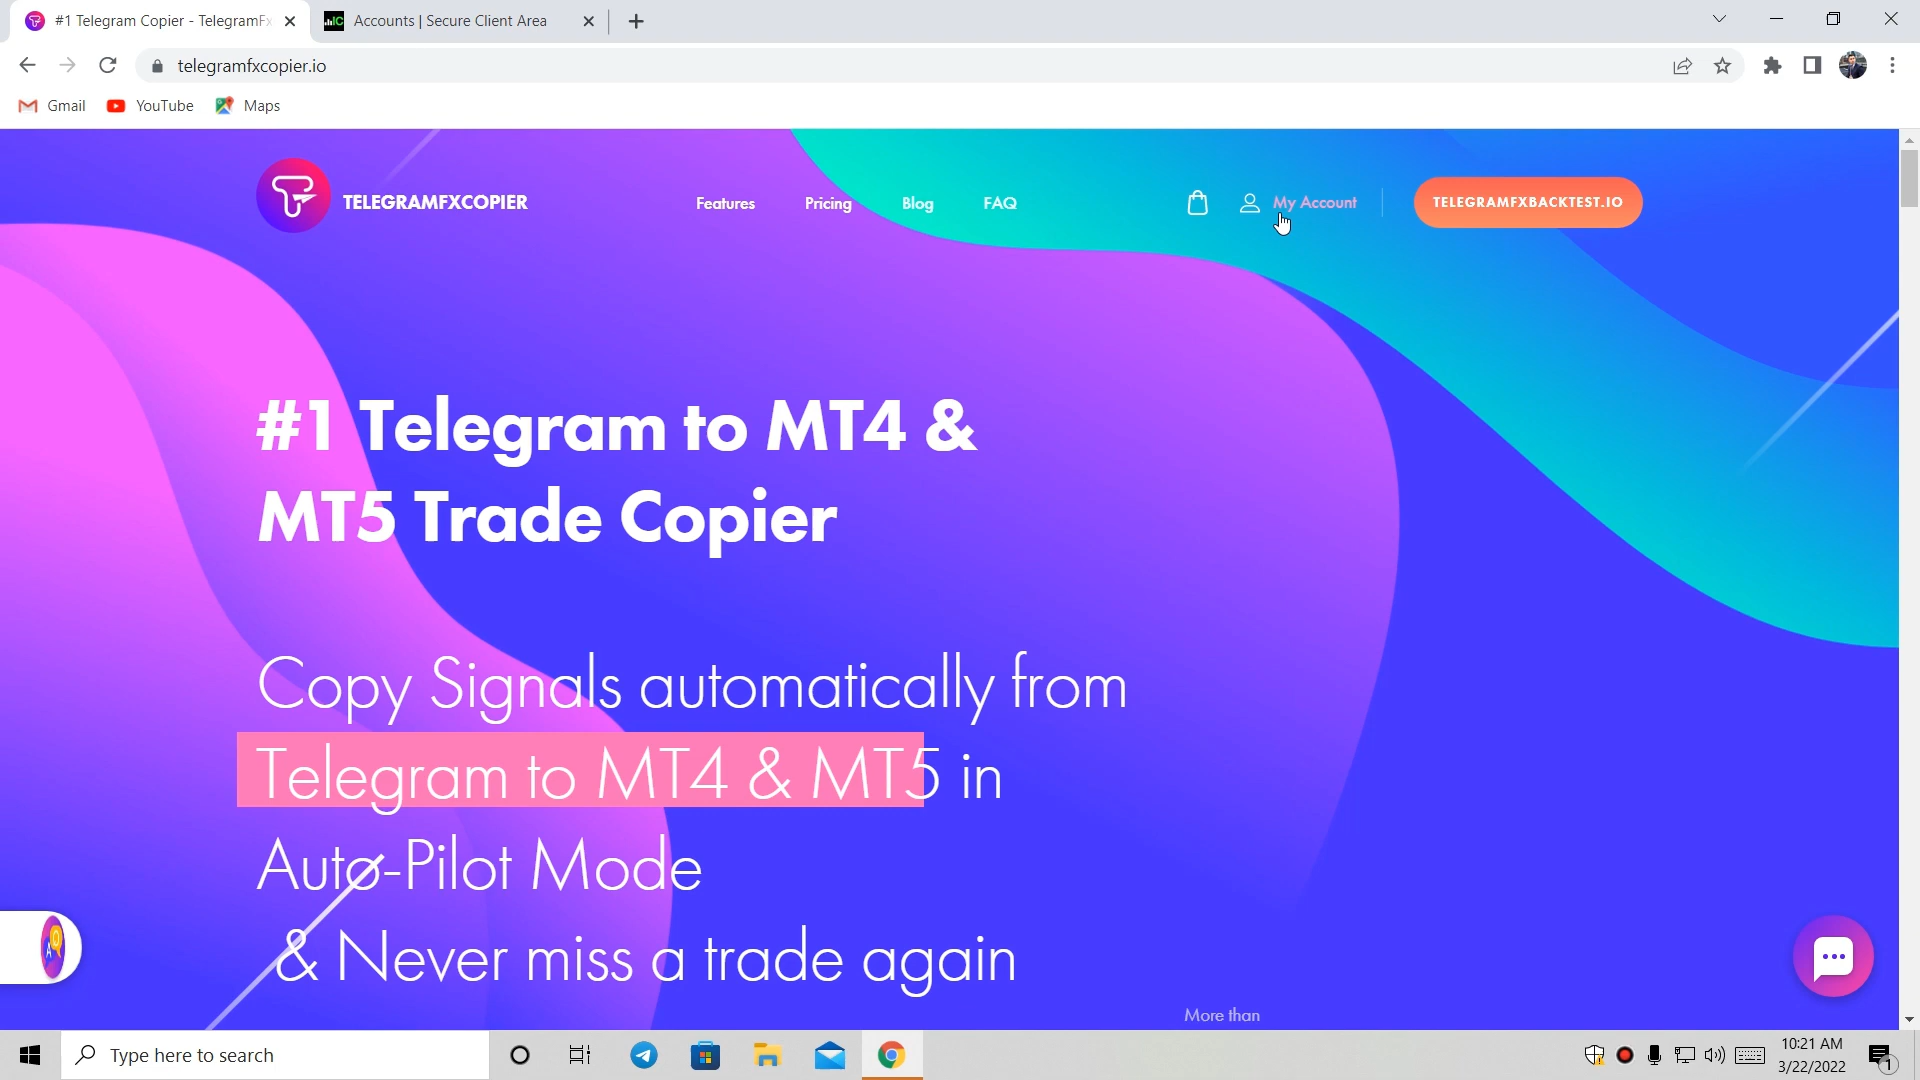 #1 Telegram Copier - TelegramFx
Accounts | Secure Client Area
telegramfxcopier.io
Gmail
YouTube
Maps
TELEGRAMFXCOPIER
Features
Pricing
Blog
FAQ
My Account
TELEGRAMFXBACKTEST.IO
#1 Telegram to MT4 &
MT5 Trade Copier
Copy Signals automatically from
Telegram to MT4 & MT5 in
Auto-Pilot Mode
& Never miss a trade again
More than
Type here to search
10:21 AM
3/22/2022
1